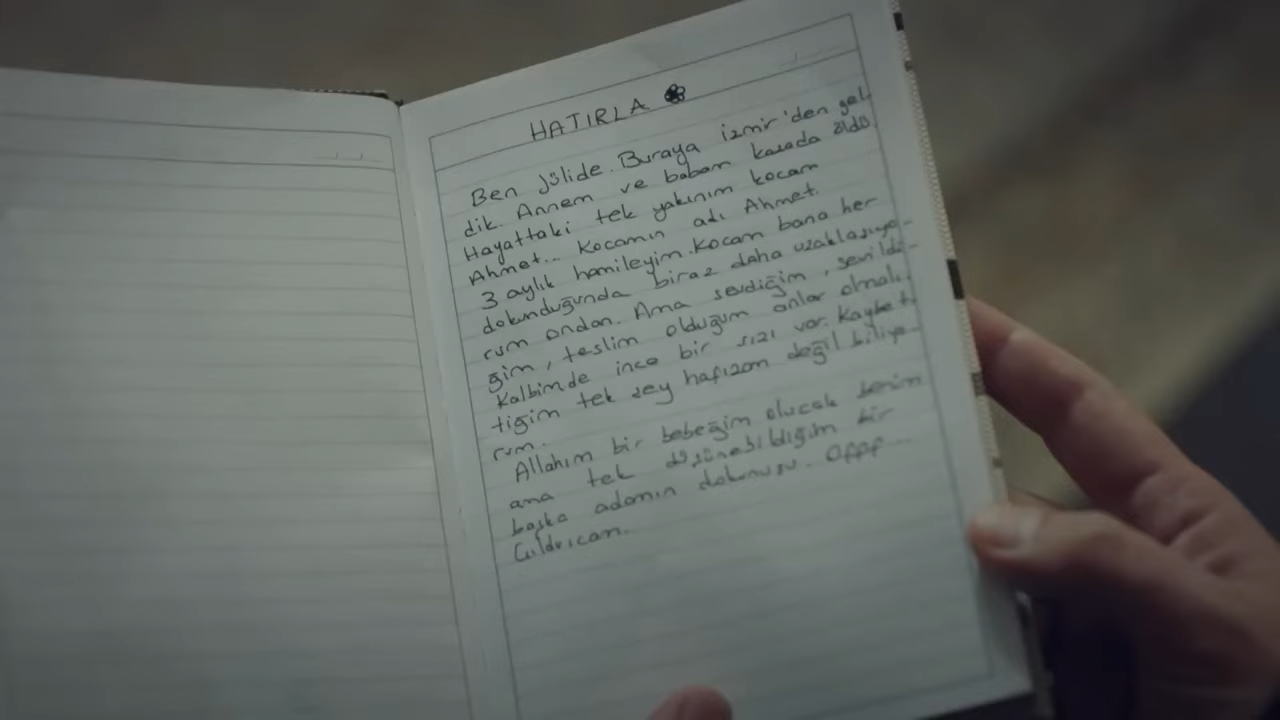 HATIRLA
Ben Jülide. Buraya izmir'den gel
dik. Annem ve babam kazada öldü
Hayattaki tek yakınım kocam
Ahmet... Kocamın adı Ahmet.
3 aylık hamileyim. Kocam bana her
dokunduğunda biraz daha uzaklaşıyo-
rum ondan. Ama sevdiğim, sevildi-
ğim, teslim olduğum anlar olmalı.
Kalbimde ince bir sızı var. Kaybet
tiğim tek şey hafızam değil biliyo-
rum.
Allahım bir bebeğim olucak benim
ama tek düşünebildiğim bir
başka adamın dokunuşu. Offf...
Çıldırıcam.